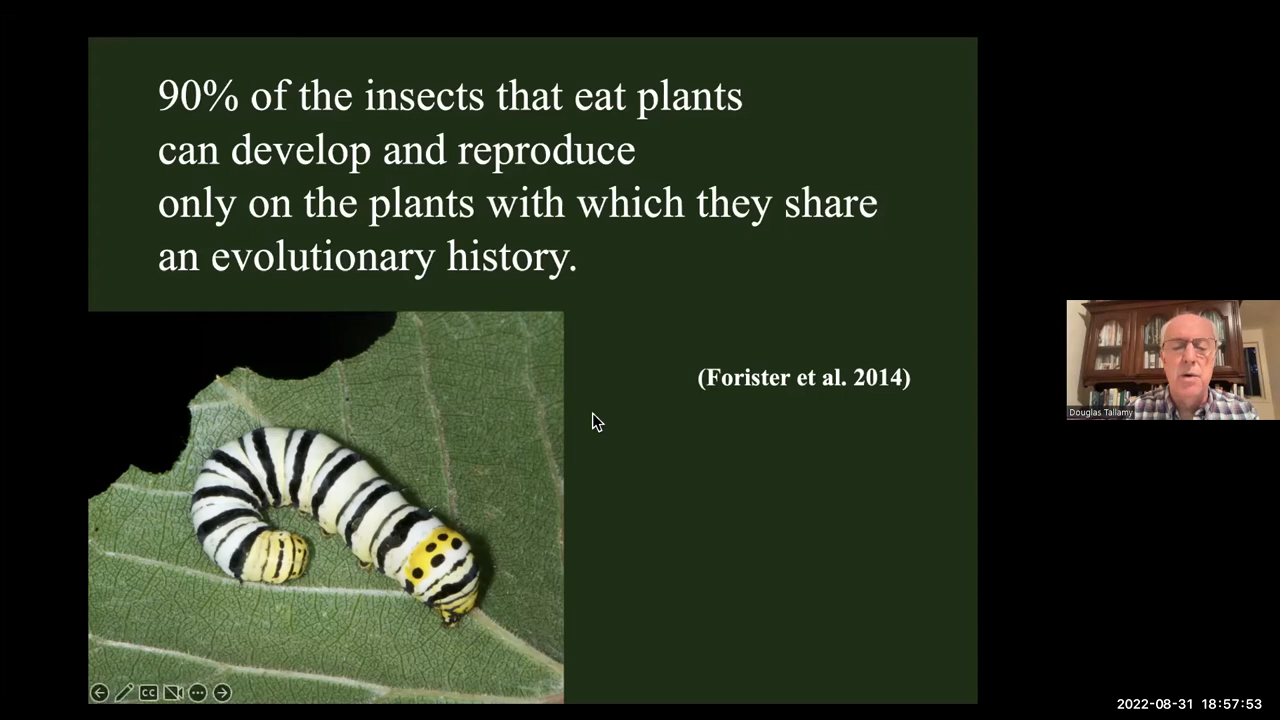 90% of the insects that eat plants
can develop and reproduce
only on the plants with which they share
an evolutionary history.
(Forister et al. 2014)
Douglas Tallamy
CC
2022-08-31 18:57:53